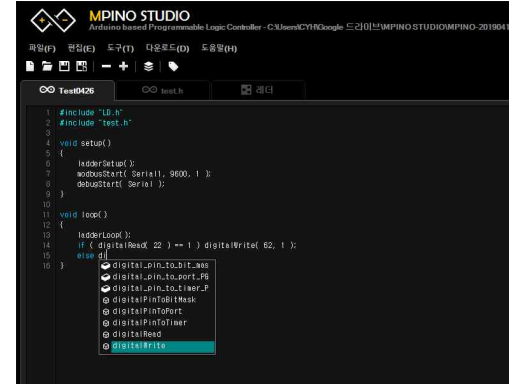 MPINO STUDIO
Arduino based Programmable Logic Controller - C:\Users\CYH\Google 드라이브\MPINO STUDIO\MPINO-201904
파일(F) 편집(E) 도구(T) 다운로드(D) 도움말(H)
Test0426 test.h 레더
1 #include "LD.h"
2 #include "test.h"
3
4 void setup()
5 {
6 ladderSetup();
7 modbusStart( Serial1, 9600, 1 );
8 debugStart( Serial );
9 }
10
11 void loop()
12 {
13 ladderLoop();
14 if ( digitalRead( 22 ) == 1 ) digitalWrite( 62, 1 );
15 else di
16 }
digital_pin_to_bit_mas
digital_pin_to_port_PG
digital_pin_to_timer_P
digitalPinToBitMask
digitalPinToPort
digitalPinToTimer
digitalRead
digitalWrite